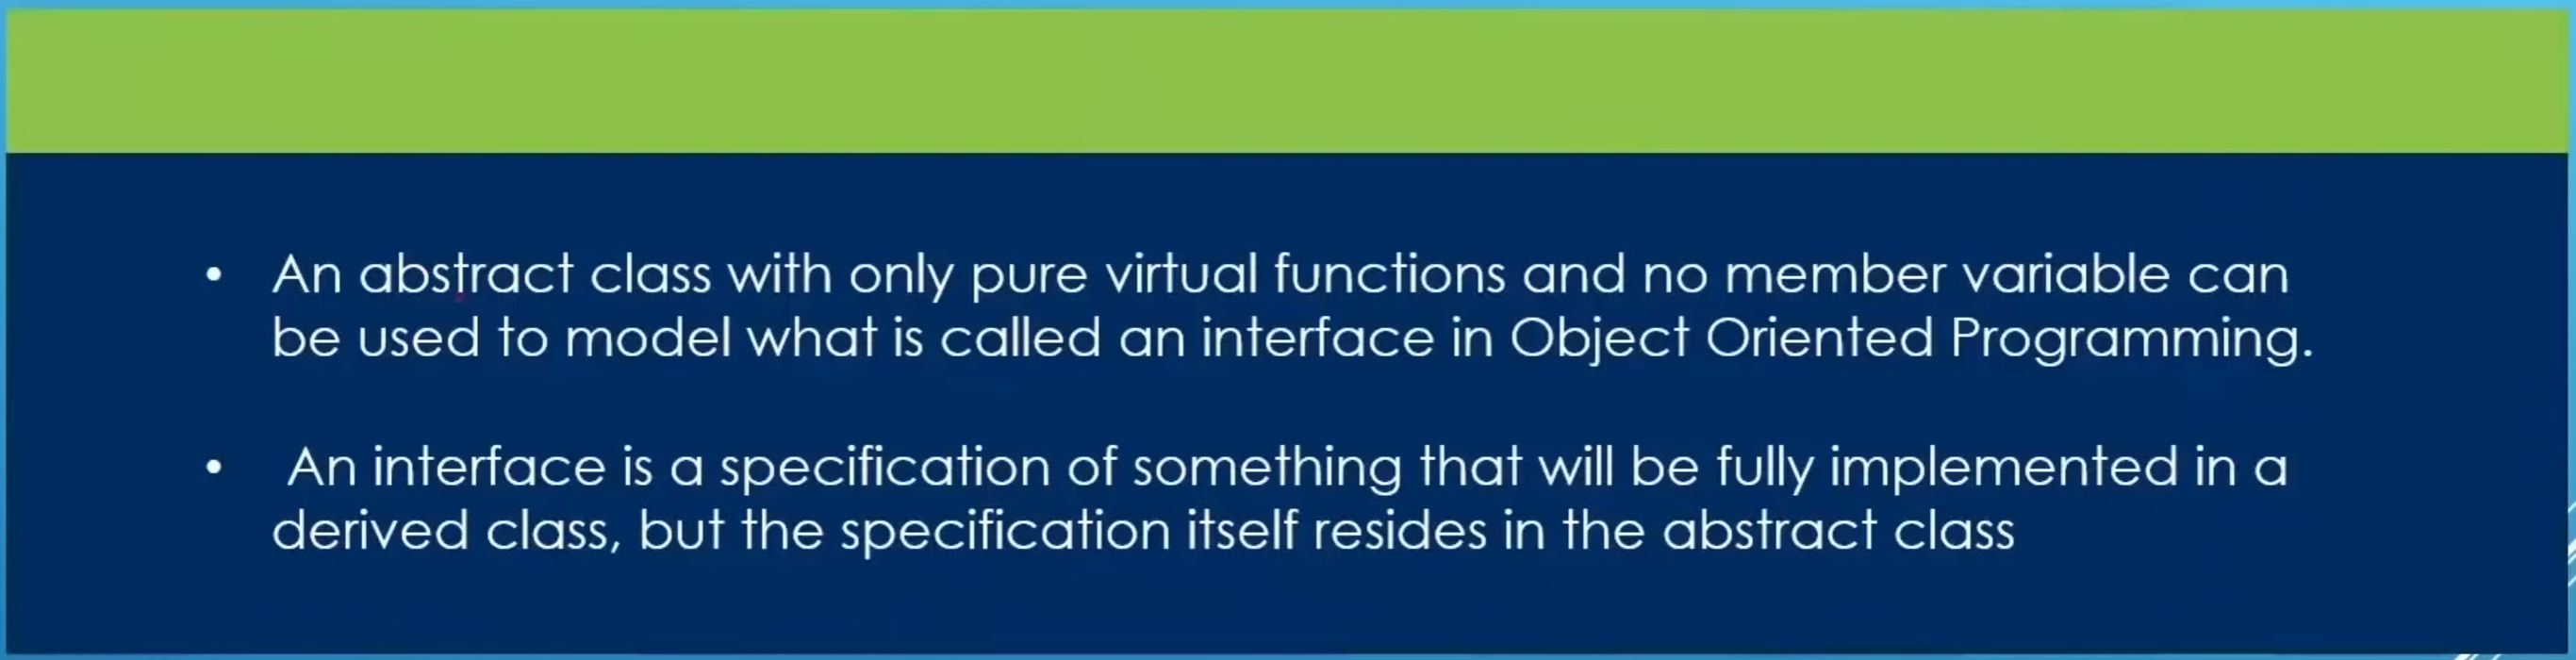 • An abstract class with only pure virtual functions and no member variable can
be used to model what is called an interface in Object Oriented Programming.
• An interface is a specification of something that will be fully implemented in a
derived class, but the specification itself resides in the abstract class